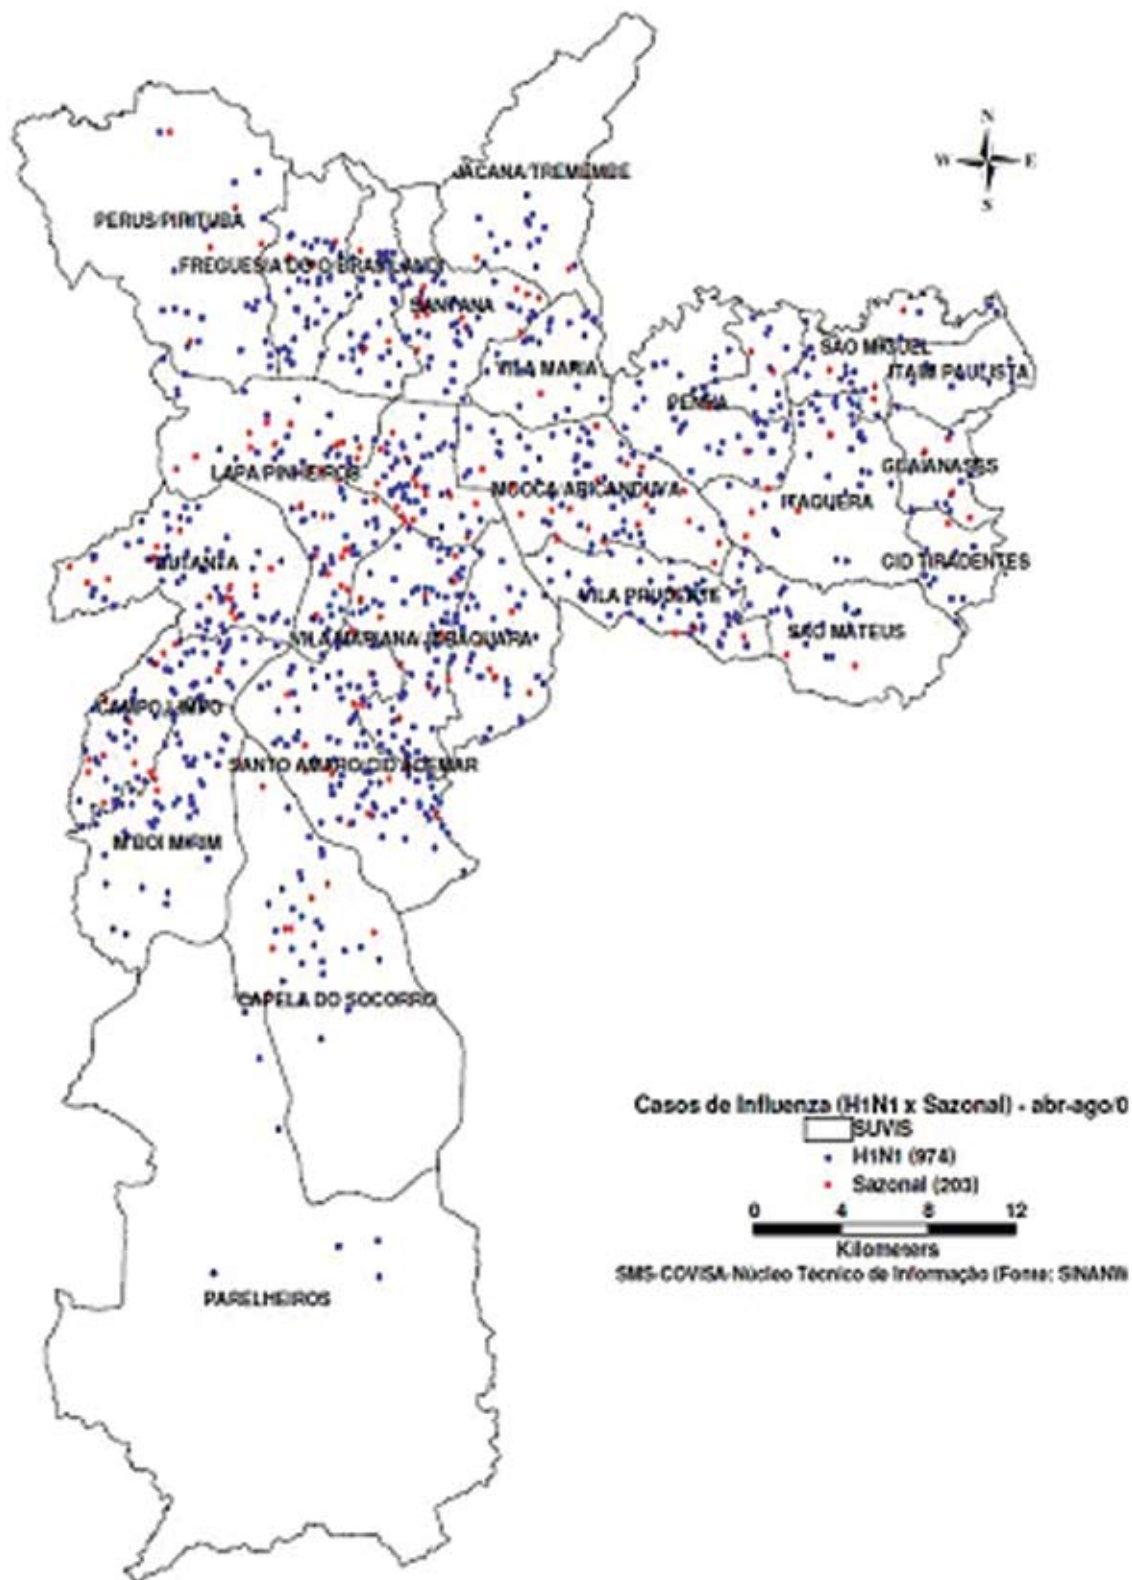 N
W E
S
JACANA/TREMEMBE
PERUS/PIRITUBA
FREGUESIA DO O/BRASILANDI
SANTANA
VILA MARIA
SAO MIGUEL
ITAIM PAULISTA
PENHA
LAPA PINHEIROS
MOOCA/ARICANDUVA
GUAIANASES
ITAQUERA
BUTANTA
CID TIRADENTES
VILA PRUDENTE
SAO MATEUS
VILA MARIANA JABAQUARA
CAMPO LIMPO
SANTO AMARO/CID ADEMAR
M'BOI MIRIM
CAPELA DO SOCORRO
PARELHEIROS
Casos de Influenza (H1N1 x Sazonal) - abr-ago/0
SUVIS
H1N1 (974)
Sazonal (203)
0 4 8 12
Kilometers
SMS-COVISA-Núcleo Técnico de Informação (Fonte: SINANW